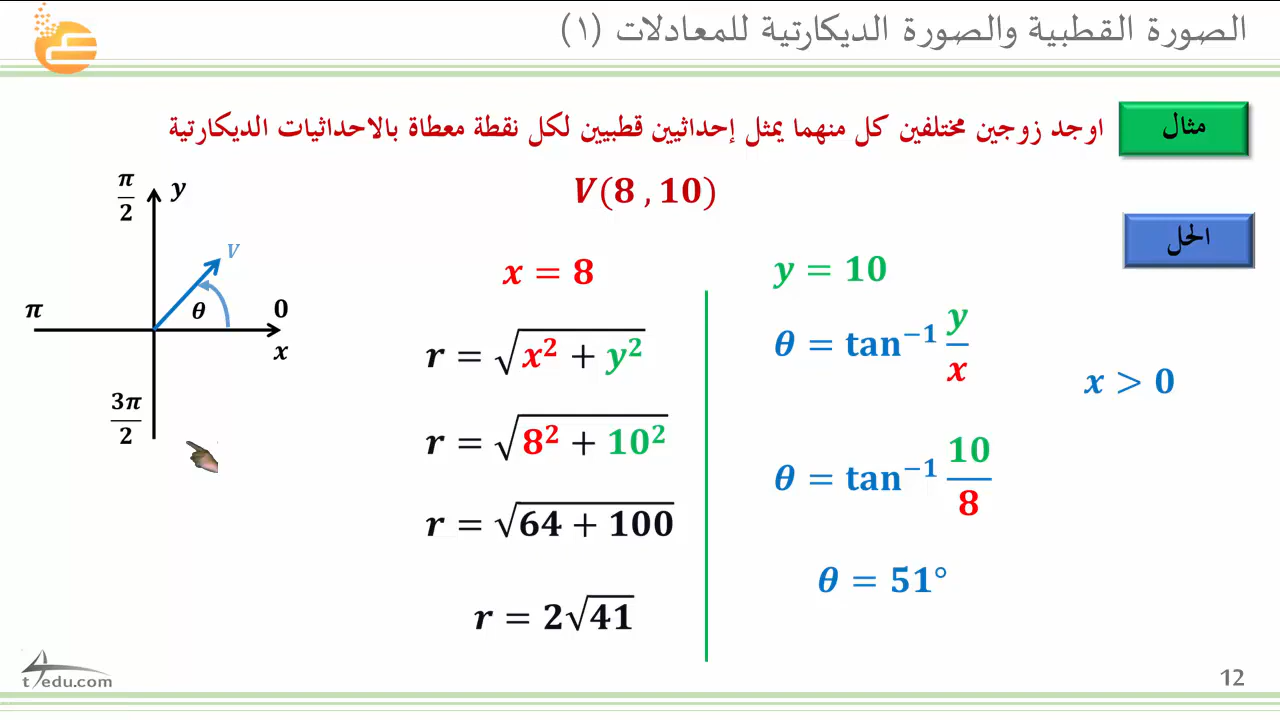 الصورة القطبية والصورة الديكارتية للمعادلات (١)
مثال
اوجد زوجين مختلفين كل منهما يمثل إحداثيين قطبيين لكل نقطة معطاة بالاحداثيات الديكارتية
V(8 , 10)
الحل
π/2
y
V
π
θ
0
x
3π/2
x = 8
r = √(x² + y²)
r = √(8² + 10²)
r = √(64 + 100)
r = 2√41
y = 10
θ = tan⁻¹ y/x
x > 0
θ = tan⁻¹ 10/8
θ = 51°
t4edu.com
12